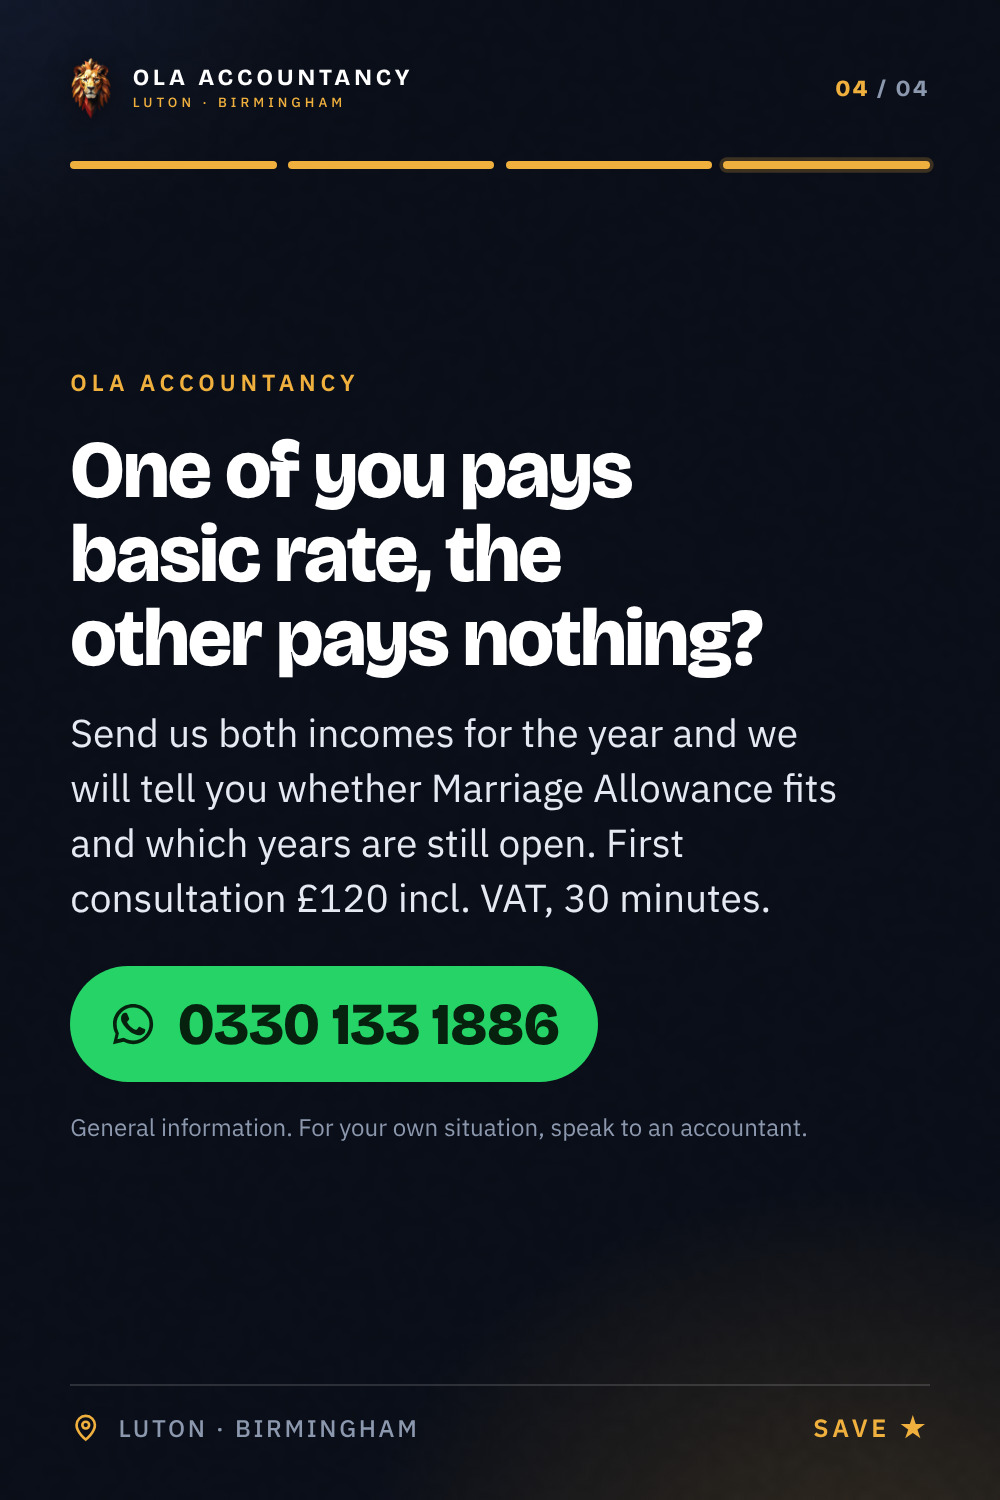 OLA ACCOUNTANCY
LUTON · BIRMINGHAM
04 / 04
OLA ACCOUNTANCY
One of you pays
basic rate, the
other pays nothing?
Send us both incomes for the year and we
will tell you whether Marriage Allowance fits
and which years are still open. First
consultation £120 incl. VAT, 30 minutes.
0330 133 1886
General information. For your own situation, speak to an accountant.
LUTON · BIRMINGHAM
SAVE ★